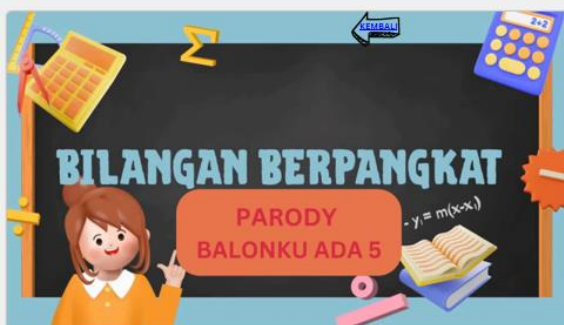 KEMBALI
2+2
Σ
BILANGAN BERPANGKAT
PARODY
BALONKU ADA 5
- y₁ = m(x-x₁)